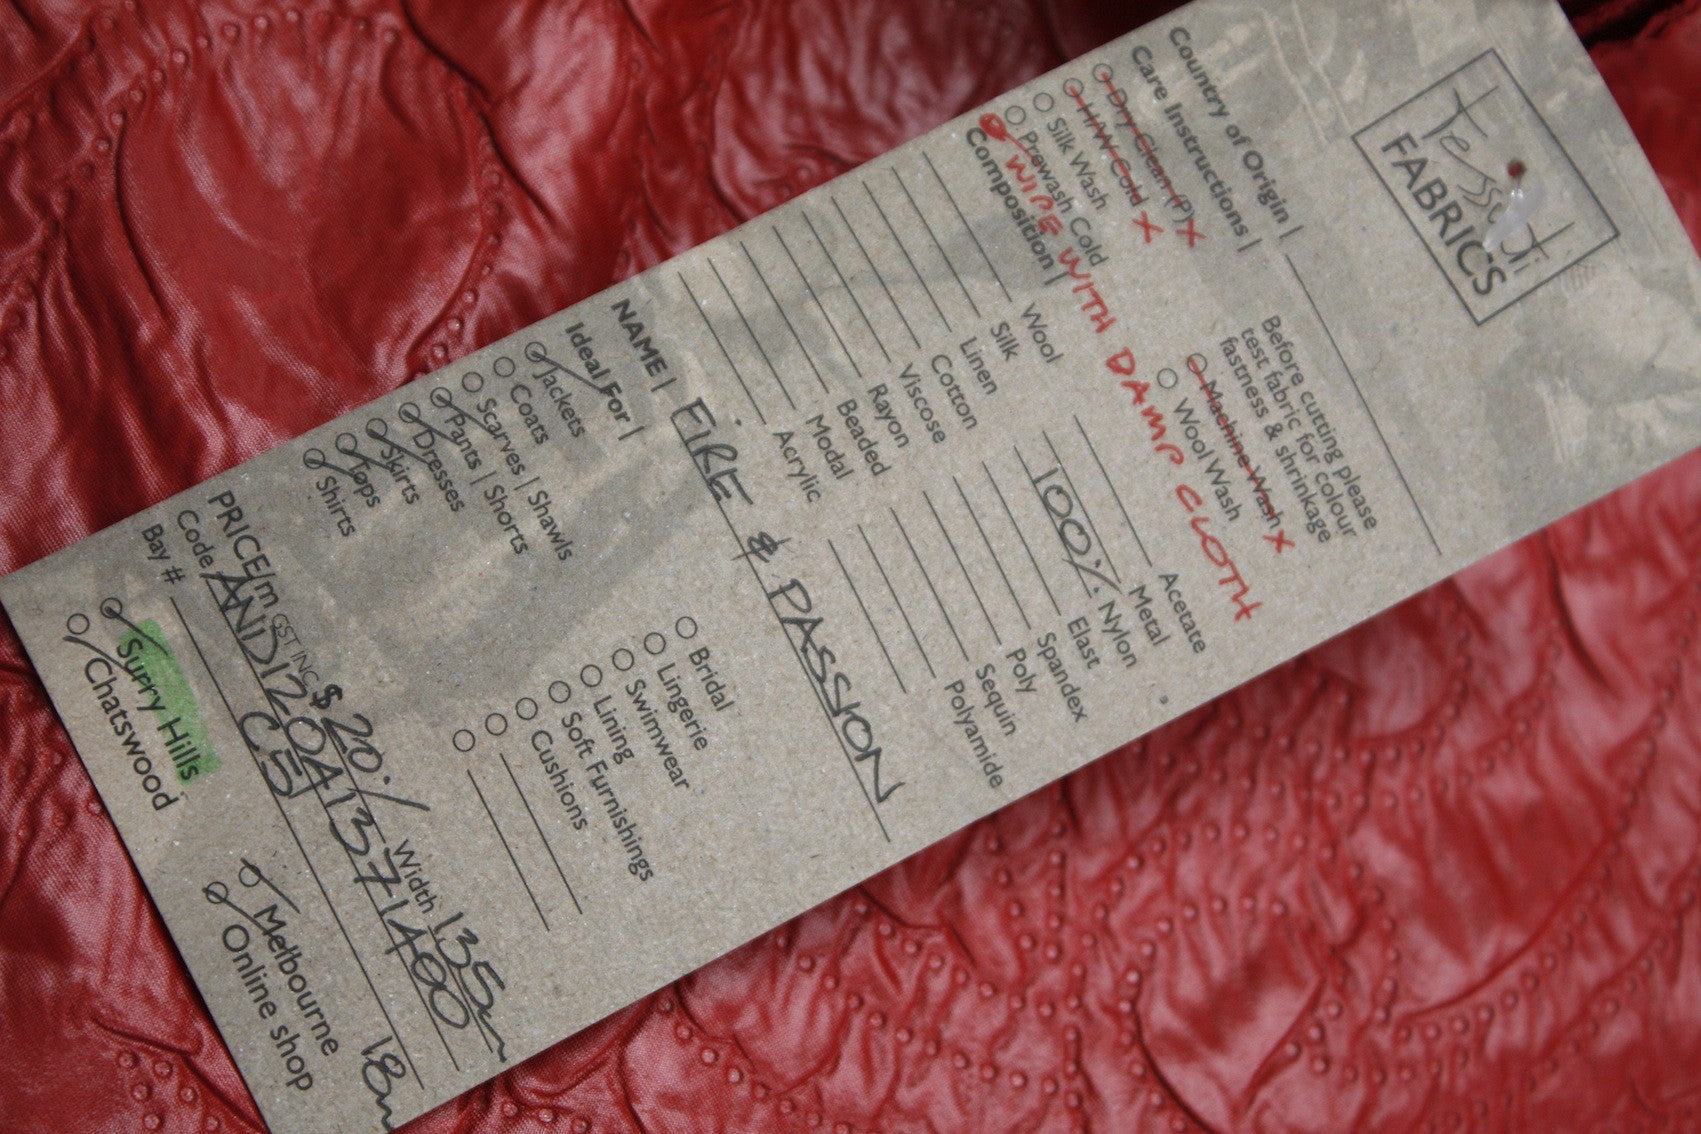 Tessuti
FABRICS
Country of Origin |
Care Instructions |
Before cutting please
test fabric for colour
fastness & shrinkage
Dry Clean (P) X
H/W Cold X
Silk Wash
Prewash Cold
Machine Wash X
Wool Wash
WIPE WITH DAMP CLOTH
Composition |
Wool
Silk
Linen
Cotton
Viscose
Rayon
Beaded
Modal
Acrylic
Acetate
Metal
100% Nylon
Elast
Spandex
Poly
Sequin
Polyamide
NAME | FIRE & PASSION
Ideal For |
Jackets
Coats
Scarves | Shawls
Pants | Shorts
Dresses
Skirts
Tops
Shirts
Bridal
Lingerie
Swimwear
Lining
Soft Furnishings
Cushions
PRICE/m GST INC $20% Width 135m
Code AND12041371400
Bay # C51 18m
Surry Hills
Chatswood
Melbourne
Online shop